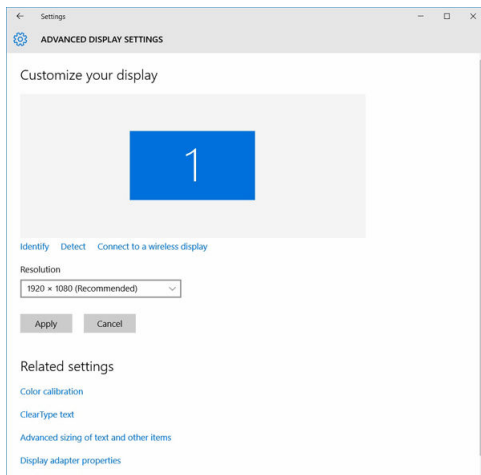 Settings
ADVANCED DISPLAY SETTINGS
Customize your display
1
Identify Detect Connect to a wireless display
Resolution
1920 × 1080 (Recommended)
Apply Cancel
Related settings
Color calibration
ClearType text
Advanced sizing of text and other items
Display adapter properties